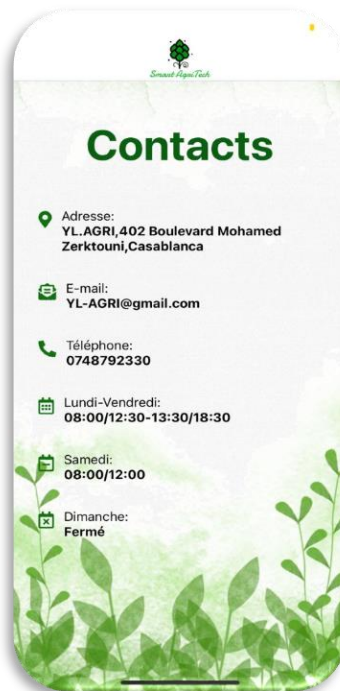 Smart AgriTech
Contacts
Adresse:
YL.AGRI,402 Boulevard Mohamed
Zerktouni,Casablanca
E-mail:
YL-AGRI@gmail.com
Téléphone:
0748792330
Lundi-Vendredi:
08:00/12:30-13:30/18:30
Samedi:
08:00/12:00
Dimanche:
Fermé